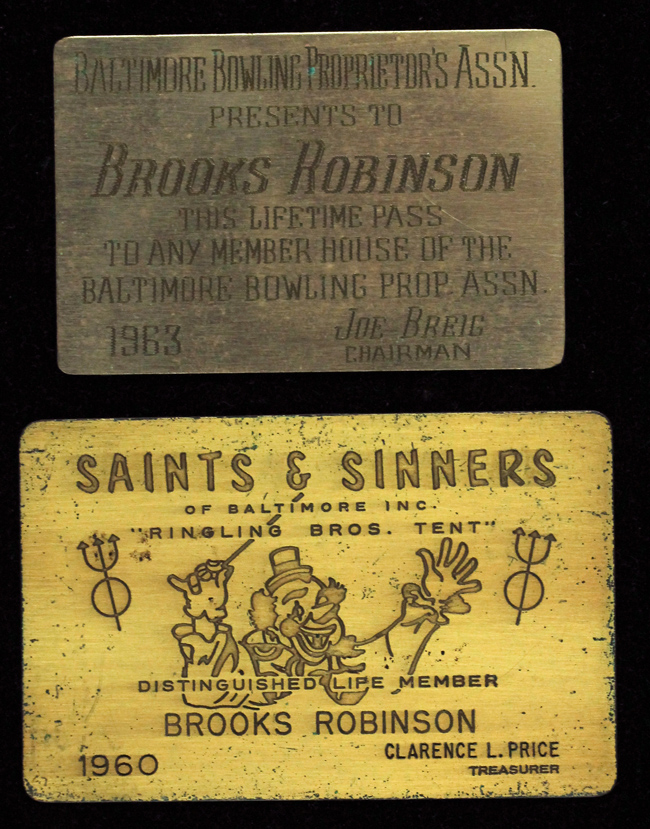 BALTIMORE BOWLING PROPRIETOR'S ASSN.
PRESENTS TO
BROOKS ROBINSON
THIS LIFETIME PASS
TO ANY MEMBER HOUSE OF THE
BALTIMORE BOWLING PROP. ASSN.
1963
JOE BREIG
CHAIRMAN
SAINTS & SINNERS
OF BALTIMORE INC.
"RINGLING BROS. TENT"
DISTINGUISHED LIFE MEMBER
BROOKS ROBINSON
CLARENCE L. PRICE
1960
TREASURER